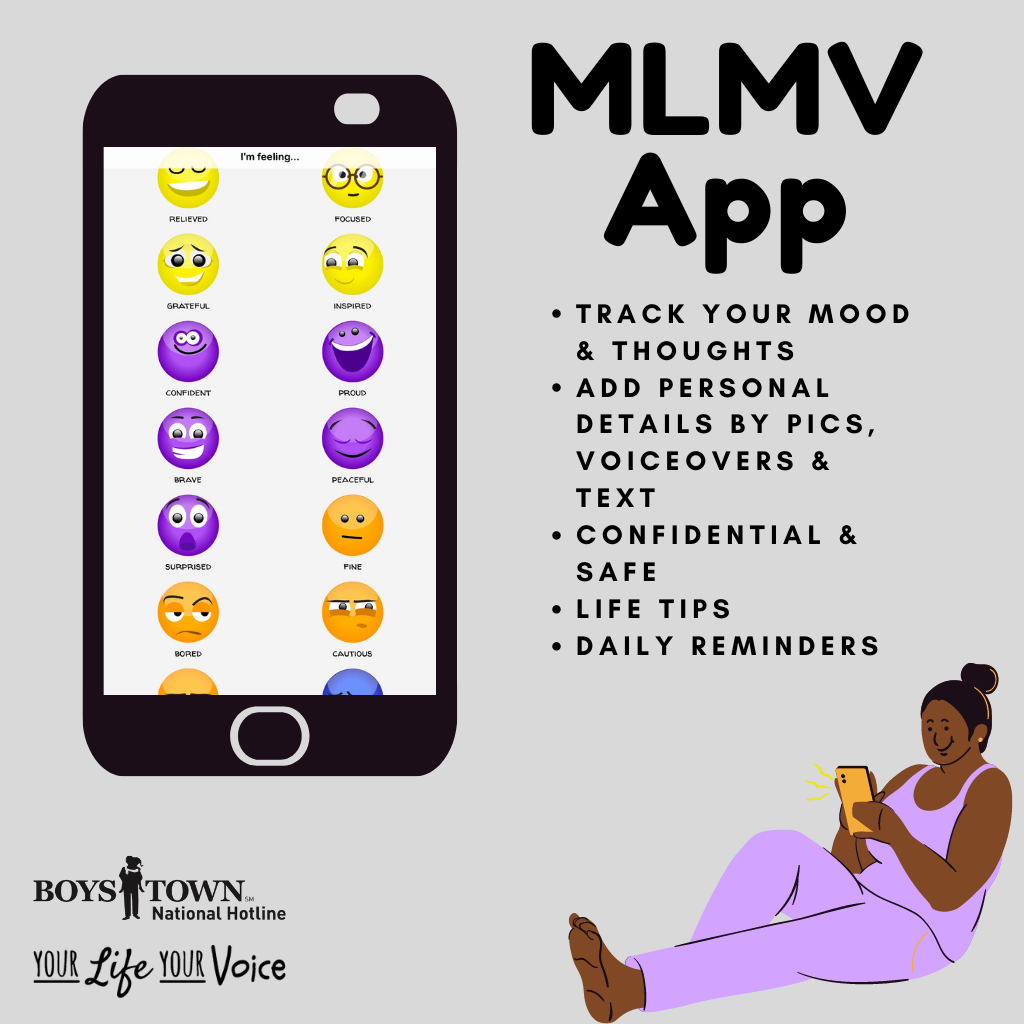 MLMV
App
I'm feeling...
RELIEVED FOCUSED
GRATEFUL INSPIRED
CONFIDENT PROUD
BRAVE PEACEFUL
SURPRISED FINE
BORED CAUTIOUS
• TRACK YOUR MOOD
& THOUGHTS
• ADD PERSONAL
DETAILS BY PICS,
VOICEOVERS &
TEXT
• CONFIDENTIAL &
SAFE
• LIFE TIPS
• DAILY REMINDERS
BOYS TOWN SM
National Hotline
YOUR Life YOUR Voice